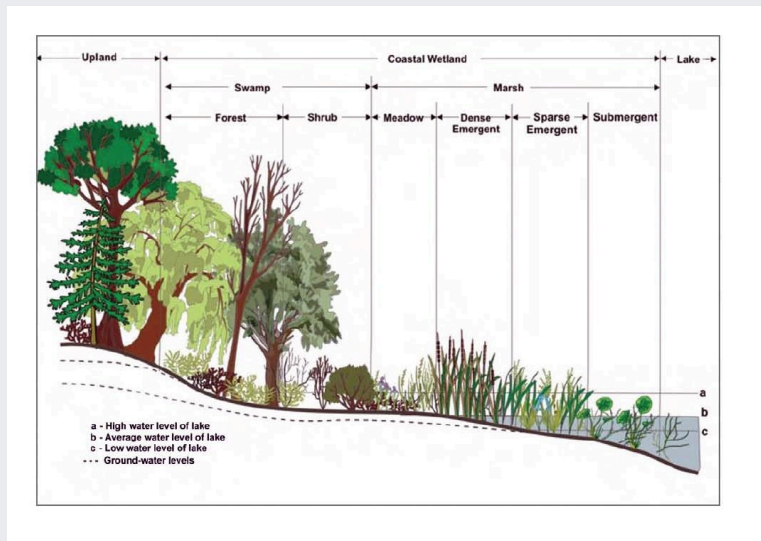 Upland
Coastal Wetland
Lake
Swamp
Marsh
Forest
Shrub
Meadow
Dense
Emergent
Sparse
Emergent
Submergent
a
b
c
a - High water level of lake
b - Average water level of lake
c - Low water level of lake
--- Ground-water levels